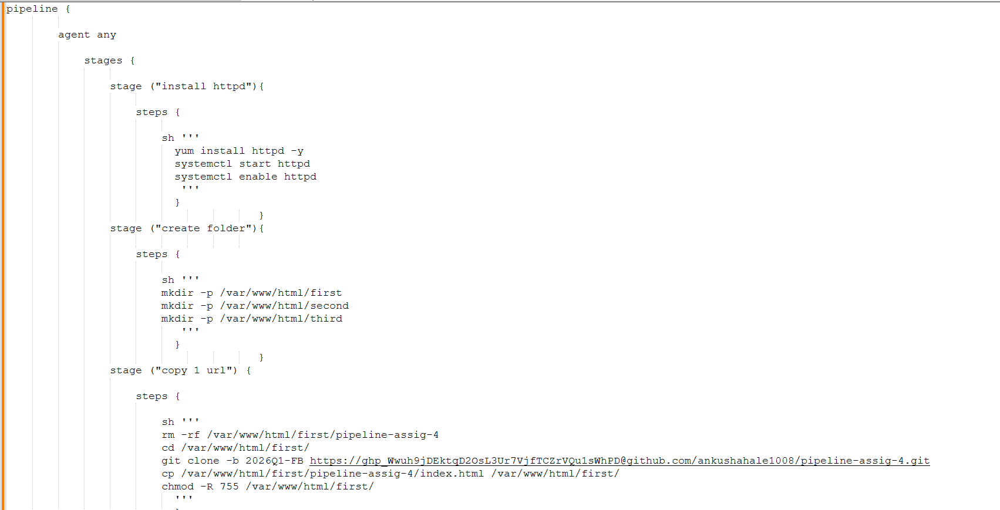 pipeline {
agent any
stages {
stage ("install httpd"){
steps {
sh '''
yum install httpd -y
systemctl start httpd
systemctl enable httpd
'''
}
}
stage ("create folder"){
steps {
sh '''
mkdir -p /var/www/html/first
mkdir -p /var/www/html/second
mkdir -p /var/www/html/third
'''
}
}
stage ("copy 1 url") {
steps {
sh '''
rm -rf /var/www/html/first/pipeline-assig-4
cd /var/www/html/first/
git clone -b 2026Q1-FB https://@github.com/ankushahale1008/pipeline-assig-4.git
cp /var/www/html/first/pipeline-assig-4/index.html /var/www/html/first/
chmod -R 755 /var/www/html/first/
'''